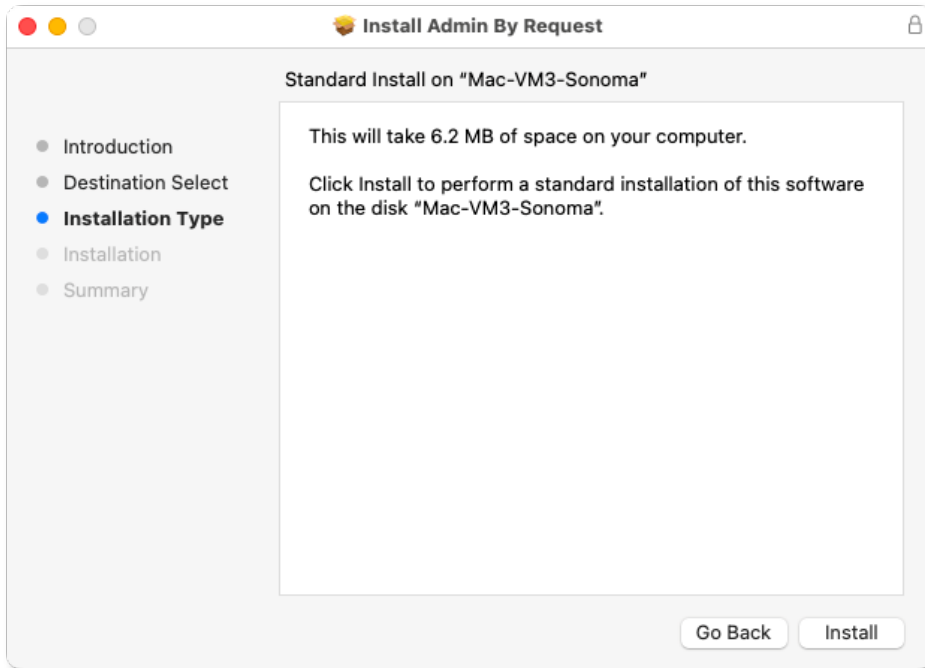 Install Admin By Request
Standard Install on “Mac-VM3-Sonoma”
Introduction
Destination Select
Installation Type
Installation
Summary
This will take 6.2 MB of space on your computer.
Click Install to perform a standard installation of this software
on the disk “Mac-VM3-Sonoma”.
Go Back
Install